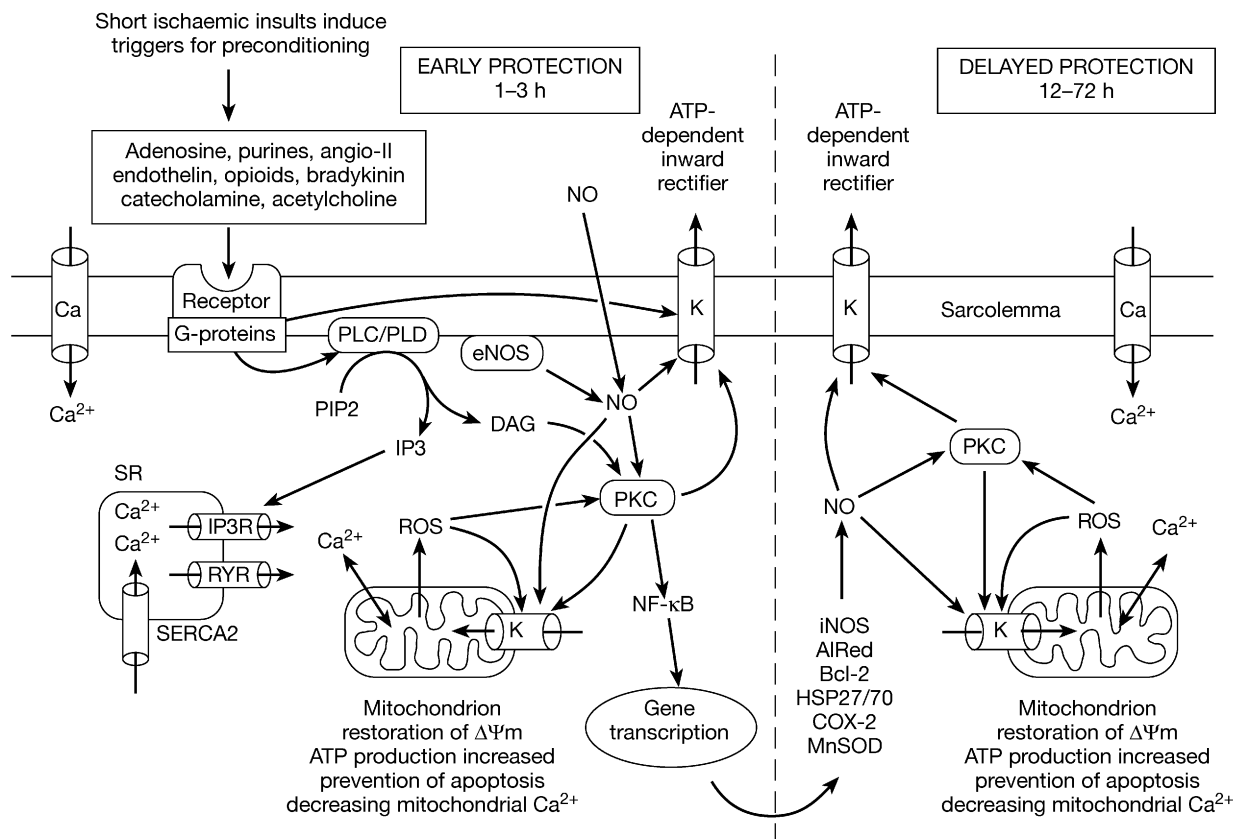 Short ischaemic insults induce
triggers for preconditioning
EARLY PROTECTION
1–3 h
DELAYED PROTECTION
12–72 h
Adenosine, purines, angio-II
endothelin, opioids, bradykinin
catecholamine, acetylcholine
NO
ATP-
dependent
inward
rectifier
ATP-
dependent
inward
rectifier
Ca
Receptor
G-proteins
PLC/PLD
eNOS
K
K
Sarcolemma
Ca
Ca2+
PIP2
IP3
DAG
NO
PKC
Ca2+
PKC
NO
ROS
Ca2+
SR
Ca2+
Ca2+
IP3R
RYR
SERCA2
Ca2+
ROS
K
NF-κB
Gene
transcription
K
iNOS
AlRed
Bcl-2
HSP27/70
COX-2
MnSOD
Mitochondrion
restoration of ΔΨm
ATP production increased
prevention of apoptosis
decreasing mitochondrial Ca2+
Mitochondrion
restoration of ΔΨm
ATP production increased
prevention of apoptosis
decreasing mitochondrial Ca2+